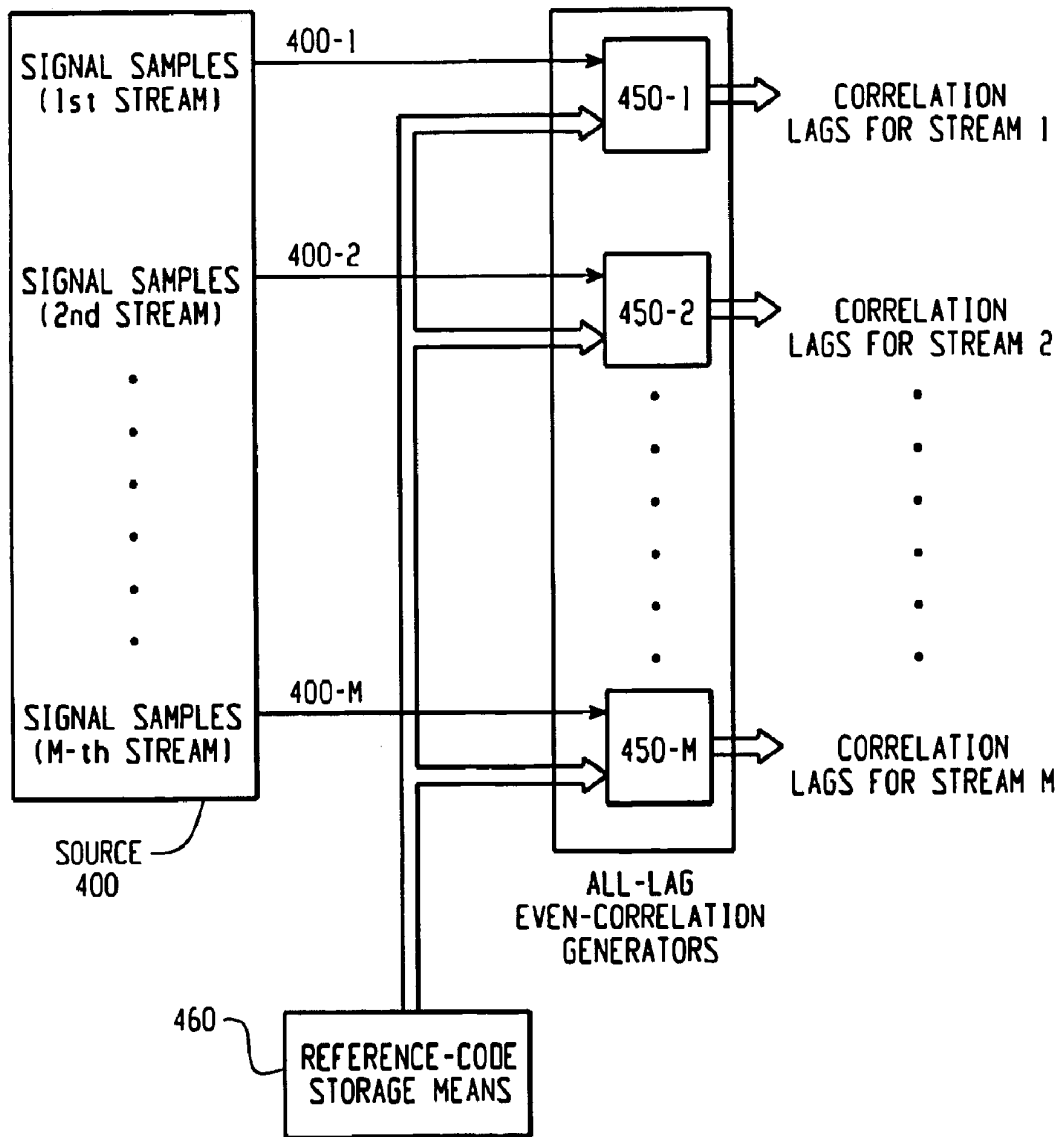 SIGNAL SAMPLES
(1st STREAM)
400-1
450-1
CORRELATION
LAGS FOR STREAM 1
SIGNAL SAMPLES
(2nd STREAM)
400-2
450-2
CORRELATION
LAGS FOR STREAM 2
SIGNAL SAMPLES
(M-th STREAM)
400-M
450-M
CORRELATION
LAGS FOR STREAM M
SOURCE
400
ALL-LAG
EVEN-CORRELATION
GENERATORS
460
REFERENCE-CODE
STORAGE MEANS